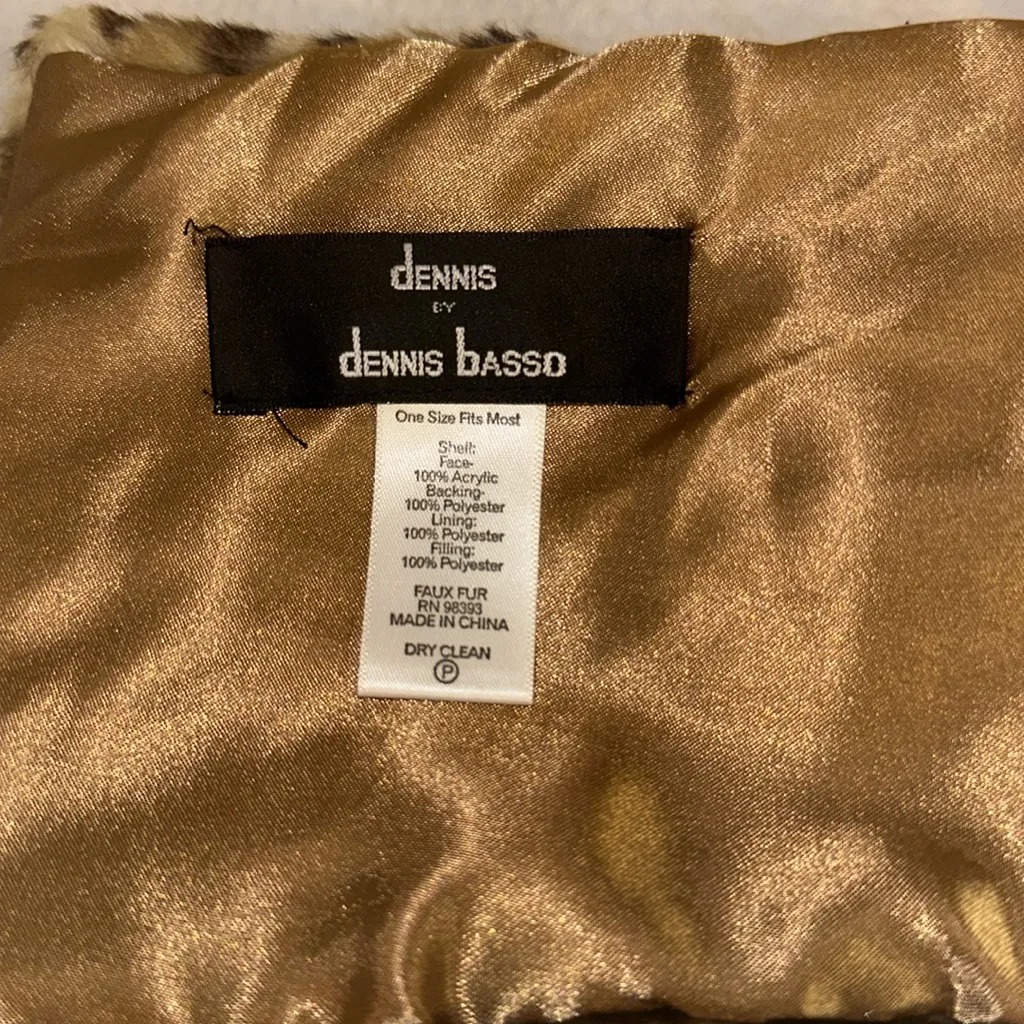 dENNIS
BY
dENNIS bASSO
One Size Fits Most
Shell:
Face-
100% Acrylic
Backing-
100% Polyester
Lining:
100% Polyester
Filling:
100% Polyester
FAUX FUR
RN 98393
MADE IN CHINA
DRY CLEAN
P